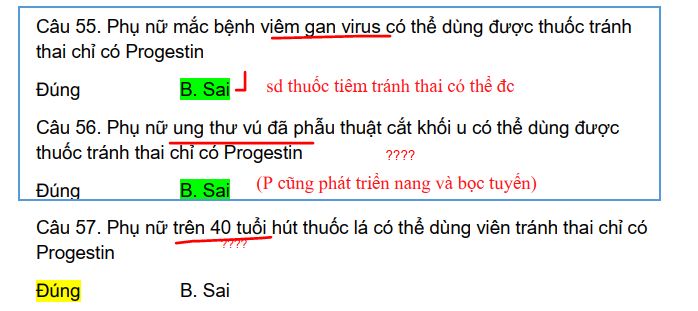 Câu 55. Phụ nữ mắc bệnh viêm gan virus có thể dùng được thuốc tránh
thai chỉ có Progestin
Đúng B. Sai sd thuốc tiêm tránh thai có thể đc
Câu 56. Phụ nữ ung thư vú đã phẫu thuật cắt khối u có thể dùng được
thuốc tránh thai chỉ có Progestin ????
Đúng B. Sai (P cũng phát triển nang và bọc tuyến)
Câu 57. Phụ nữ trên 40 tuổi hút thuốc lá có thể dùng viên tránh thai chỉ có
????
Progestin
Đúng B. Sai